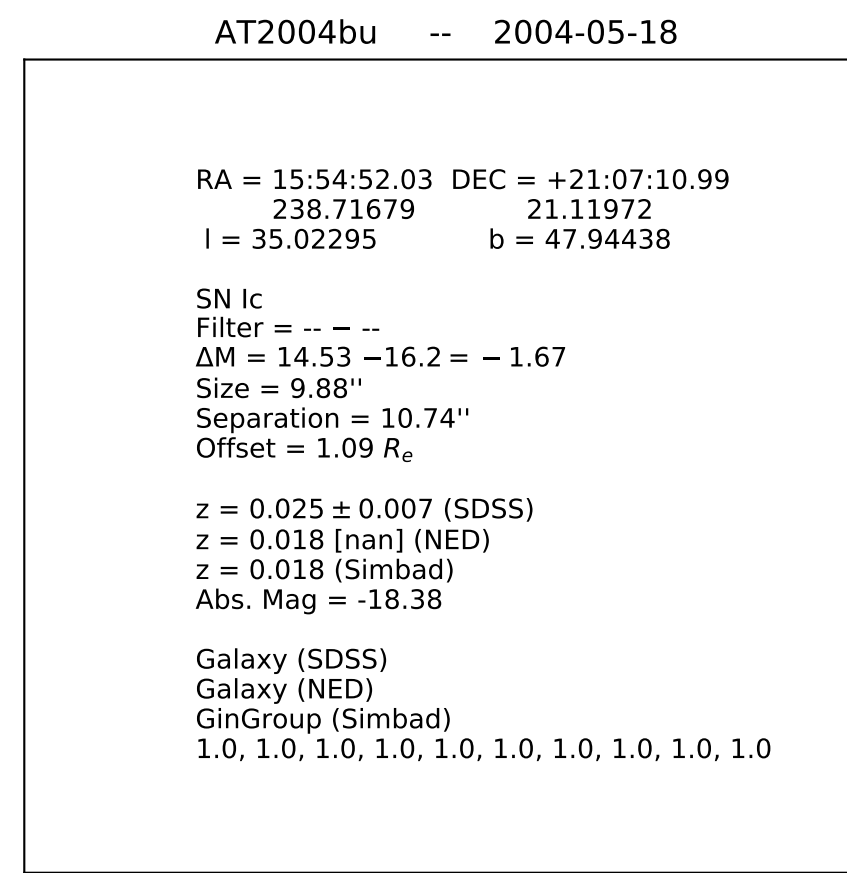 AT2004bu -- 2004-05-18
RA = 15:54:52.03 DEC = +21:07:10.99
238.71679 21.11972
l = 35.02295 b = 47.94438
SN Ic
Filter = -- − --
ΔM = 14.53 −16.2 = − 1.67
Size = 9.88''
Separation = 10.74''
Offset = 1.09 Rₑ
z = 0.025 ± 0.007 (SDSS)
z = 0.018 [nan] (NED)
z = 0.018 (Simbad)
Abs. Mag = -18.38
Galaxy (SDSS)
Galaxy (NED)
GinGroup (Simbad)
1.0, 1.0, 1.0, 1.0, 1.0, 1.0, 1.0, 1.0, 1.0, 1.0